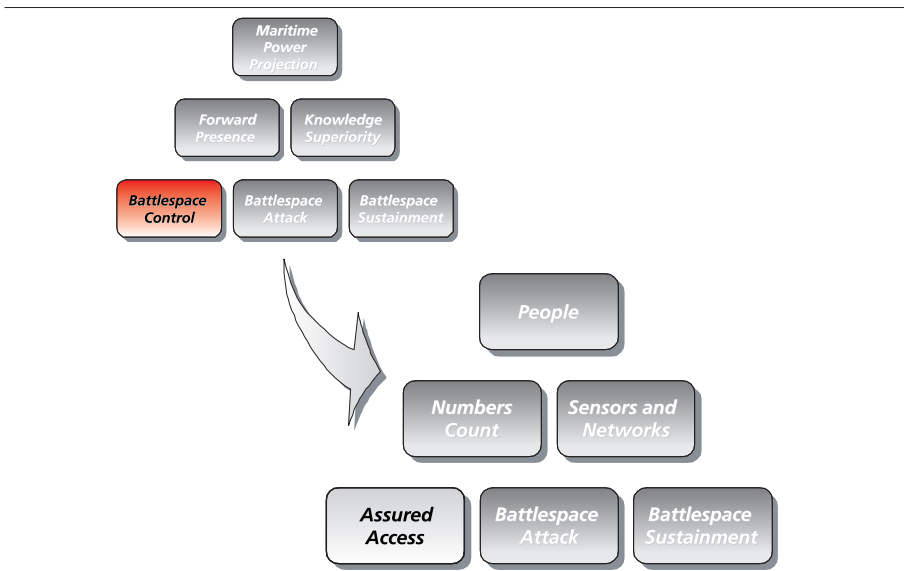 Maritime
Power
Projection
Forward
Presence
Knowledge
Superiority
Battlespace
Control
Battlespace
Attack
Battlespace
Sustainment
People
Numbers
Count
Sensors and
Networks
Assured
Access
Battlespace
Attack
Battlespace
Sustainment